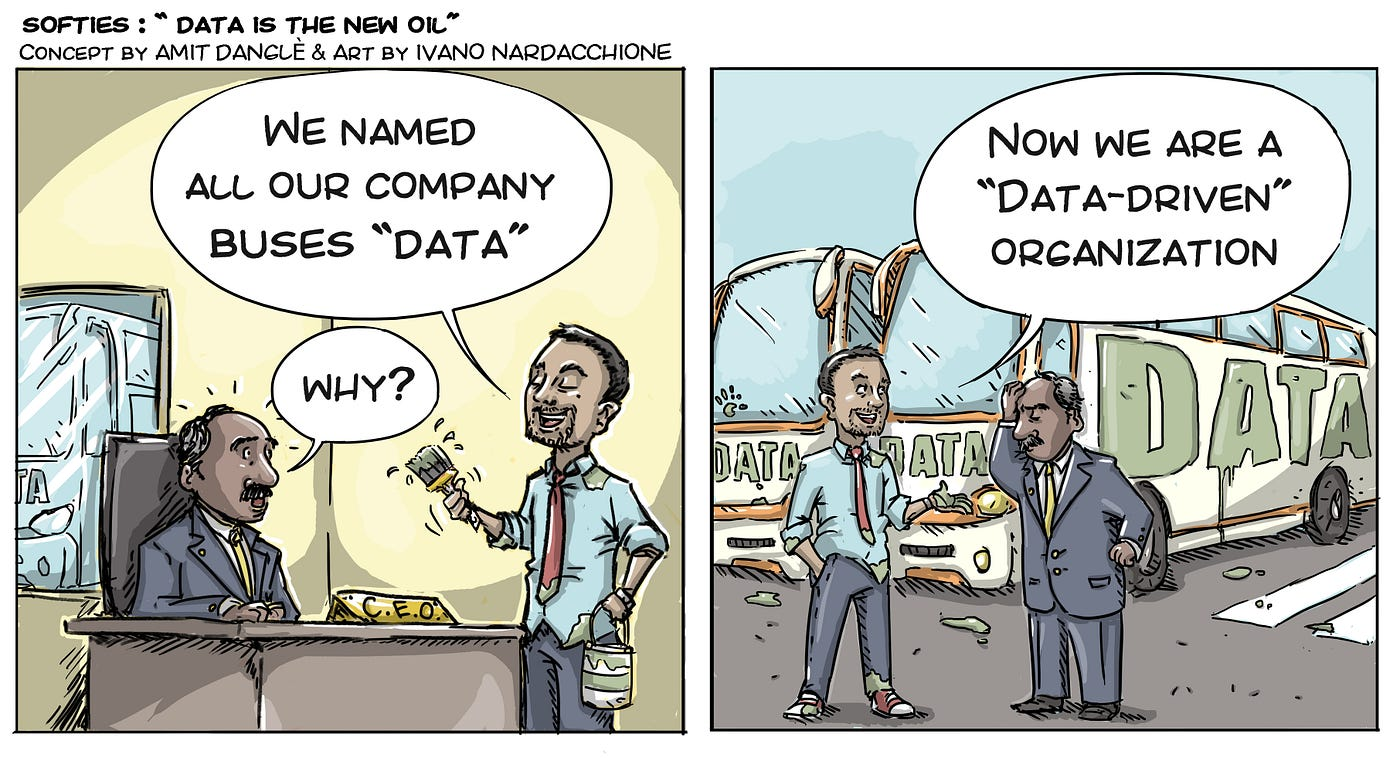 SOFTIES : “ DATA IS THE NEW OIL”
CONCEPT BY AMIT DANGLÈ & ART BY IVANO NARDACCHIONE
WE NAMED
ALL OUR COMPANY
BUSES “DATA”
WHY?
TA
C.E.O.
NOW WE ARE A
“DATA-DRIVEN”
ORGANIZATION
DATA
DATA
DATA